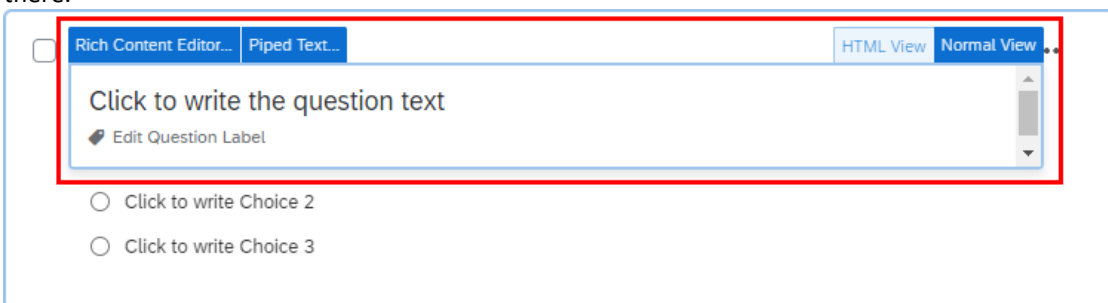 Rich Content Editor... Piped Text... HTML View Normal View
Click to write the question text
Edit Question Label
Click to write Choice 2
Click to write Choice 3